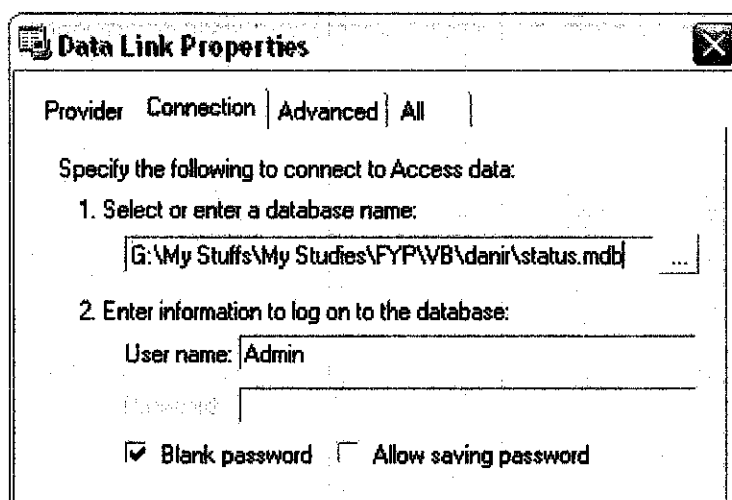 Data Link Properties
Provider Connection Advanced All
Specify the following to connect to Access data:
1. Select or enter a database name:
G:\My Stuffs\My Studies\FYP\VB\danir\status.mdb ...
2. Enter information to log on to the database:
User name: Admin
Blank password Allow saving password